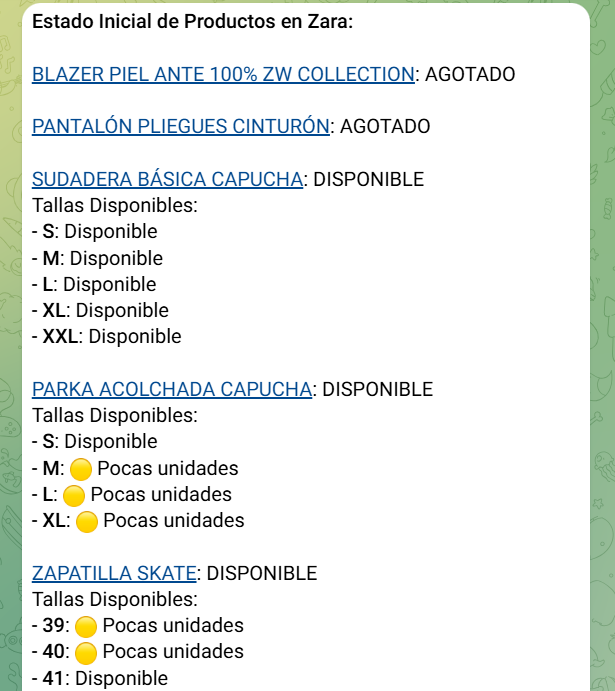 Estado Inicial de Productos en Zara:
BLAZER PIEL ANTE 100% ZW COLLECTION: AGOTADO
PANTALÓN PLIEGUES CINTURÓN: AGOTADO
SUDADERA BÁSICA CAPUCHA: DISPONIBLE
Tallas Disponibles:
- S: Disponible
- M: Disponible
- L: Disponible
- XL: Disponible
- XXL: Disponible
PARKA ACOLCHADA CAPUCHA: DISPONIBLE
Tallas Disponibles:
- S: Disponible
- M: 🟡 Pocas unidades
- L: 🟡 Pocas unidades
- XL: 🟡 Pocas unidades
ZAPATILLA SKATE: DISPONIBLE
Tallas Disponibles:
- 39: 🟡 Pocas unidades
- 40: 🟡 Pocas unidades
- 41: Disponible